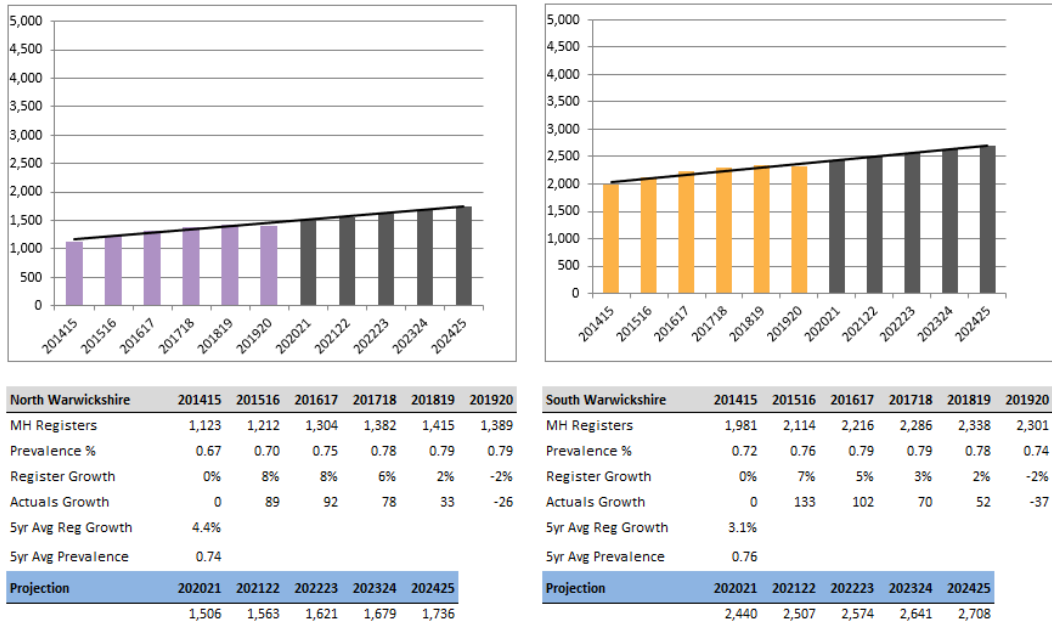 5,000
4,500
4,000
3,500
3,000
2,500
2,000
1,500
1,000
500
0
201415 201516 201617 201718 201819 201920 202021 202122 202223 202324 202425
5,000
4,500
4,000
3,500
3,000
2,500
2,000
1,500
1,000
500
0
201415 201516 201617 201718 201819 201920 202021 202122 202223 202324 202425
North Warwickshire 201415 201516 201617 201718 201819 201920
MH Registers 1,123 1,212 1,304 1,382 1,415 1,389
Prevalence % 0.67 0.70 0.75 0.78 0.79 0.79
Register Growth 0% 8% 8% 6% 2% -2%
Actuals Growth 0 89 92 78 33 -26
5yr Avg Reg Growth 4.4%
5yr Avg Prevalence 0.74
Projection 202021 202122 202223 202324 202425
1,506 1,563 1,621 1,679 1,736
South Warwickshire 201415 201516 201617 201718 201819 201920
MH Registers 1,981 2,114 2,216 2,286 2,338 2,301
Prevalence % 0.72 0.76 0.79 0.79 0.78 0.74
Register Growth 0% 7% 5% 3% 2% -2%
Actuals Growth 0 133 102 70 52 -37
5yr Avg Reg Growth 3.1%
5yr Avg Prevalence 0.76
Projection 202021 202122 202223 202324 202425
2,440 2,507 2,574 2,641 2,708